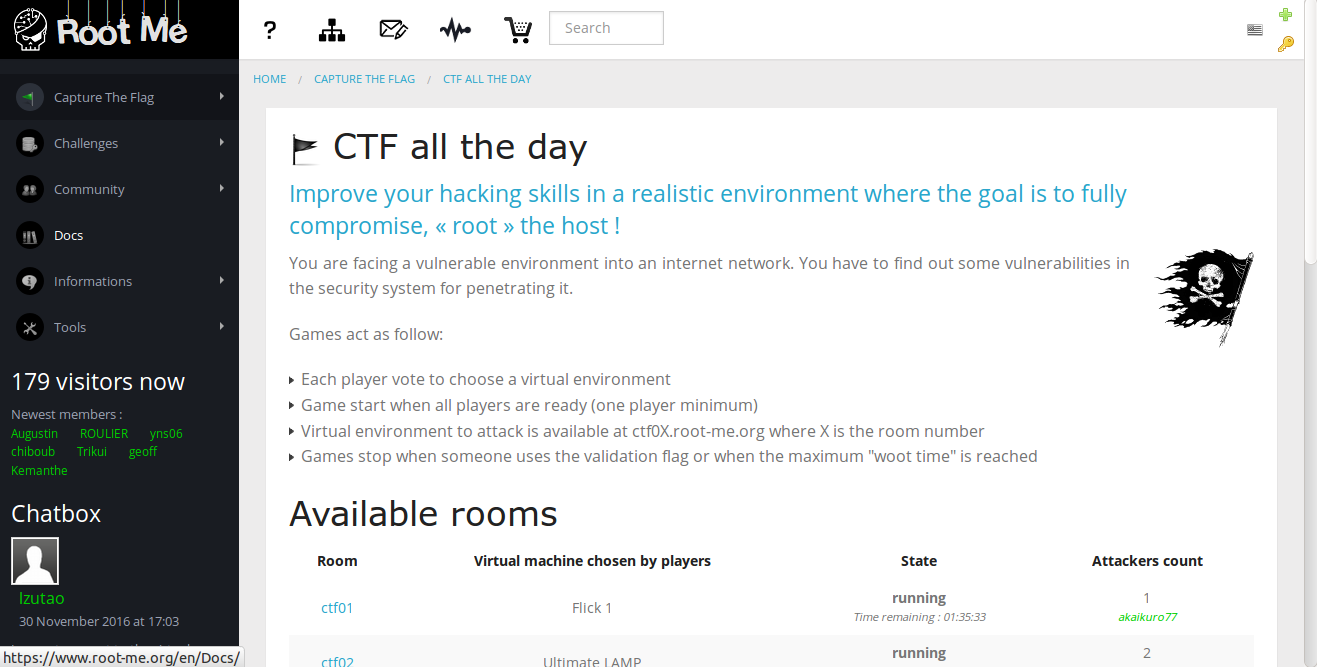 Root Me
Search
Capture The Flag
Challenges
Community
Docs
Informations
Tools
179 visitors now
Newest members :
Augustin ROULIER yns06
chiboub Trikui geoff
Kemanthe
Chatbox
Izutao
30 November 2016 at 17:03
https://www.root-me.org/en/Docs/
HOME / CAPTURE THE FLAG / CTF ALL THE DAY
CTF all the day
Improve your hacking skills in a realistic environment where the goal is to fully
compromise, « root » the host !
You are facing a vulnerable environment into an internet network. You have to find out some vulnerabilities in
the security system for penetrating it.
Games act as follow:
Each player vote to choose a virtual environment
Game start when all players are ready (one player minimum)
Virtual environment to attack is available at ctf0X.root-me.org where X is the room number
Games stop when someone uses the validation flag or when the maximum "woot time" is reached
Available rooms
Room Virtual machine chosen by players State Attackers count
ctf01 Flick 1 running 1
Time remaining : 01:35:33 akaikuro77
ctf02 Ultimate LAMP running 2